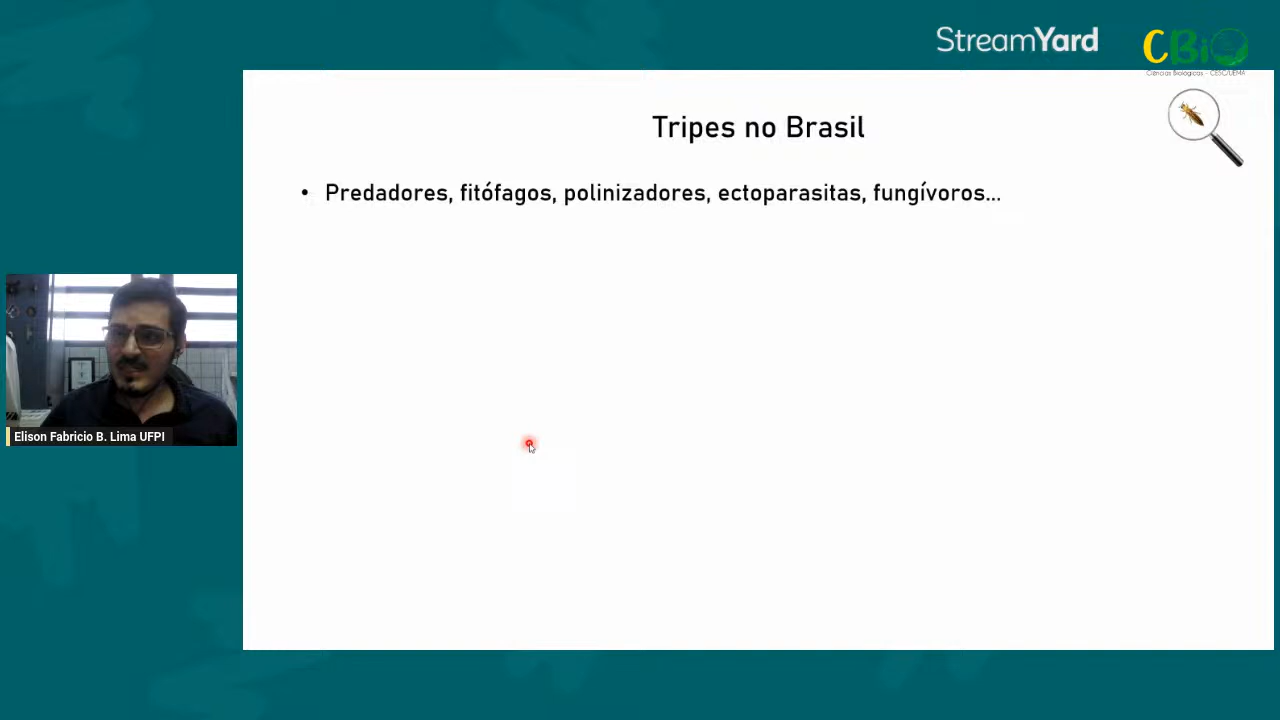 StreamYard
CBiO
Ciências Biológicas - CESC/UEMA
Tripes no Brasil
• Predadores, fitófagos, polinizadores, ectoparasitas, fungívoros...
Elison Fabricio B. Lima UFPI